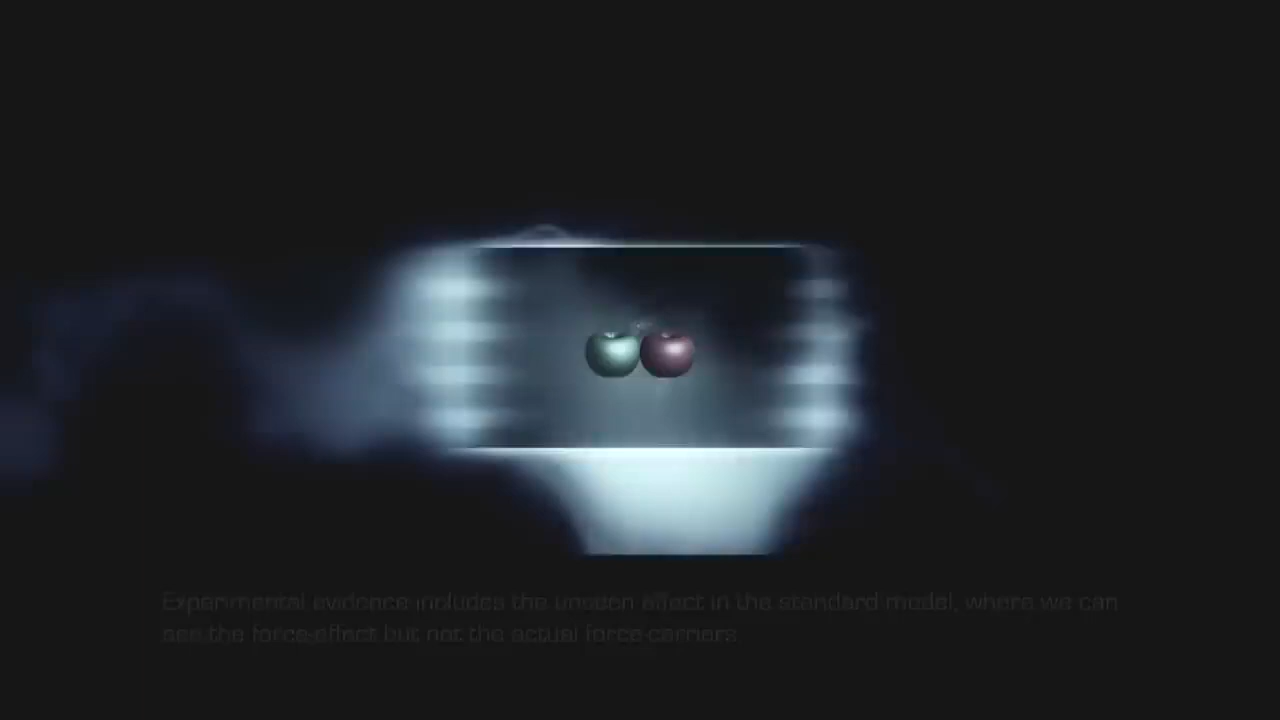 Experimental evidence includes the unseen effect in the standard model, where we can
see the force-effect but not the actual force-carriers.